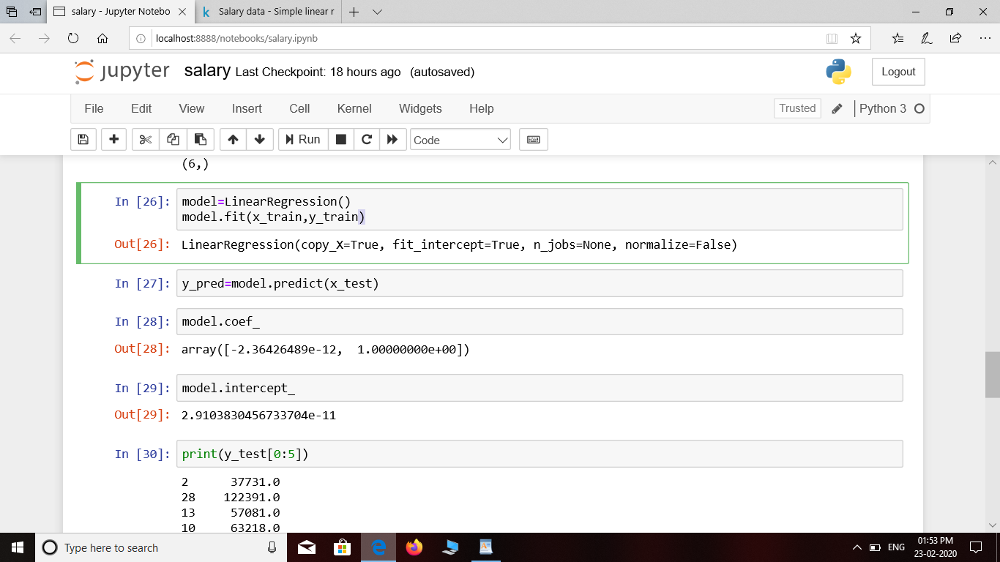 salary - Jupyter Notebo
Salary data - Simple linear r
localhost:8888/notebooks/salary.ipynb
jupyter salary Last Checkpoint: 18 hours ago (autosaved)
Logout
File Edit View Insert Cell Kernel Widgets Help
Trusted
Python 3
Run
Code
(6,)
In [26]: model=LinearRegression()
model.fit(x_train,y_train)
Out[26]: LinearRegression(copy_X=True, fit_intercept=True, n_jobs=None, normalize=False)
In [27]: y_pred=model.predict(x_test)
In [28]: model.coef_
Out[28]: array([-2.36426489e-12,  1.00000000e+00])
In [29]: model.intercept_
Out[29]: 2.9103830456733704e-11
In [30]: print(y_test[0:5])
2      37731.0
28    122391.0
13     57081.0
10     63218.0
Type here to search
ENG
01:53 PM
23-02-2020